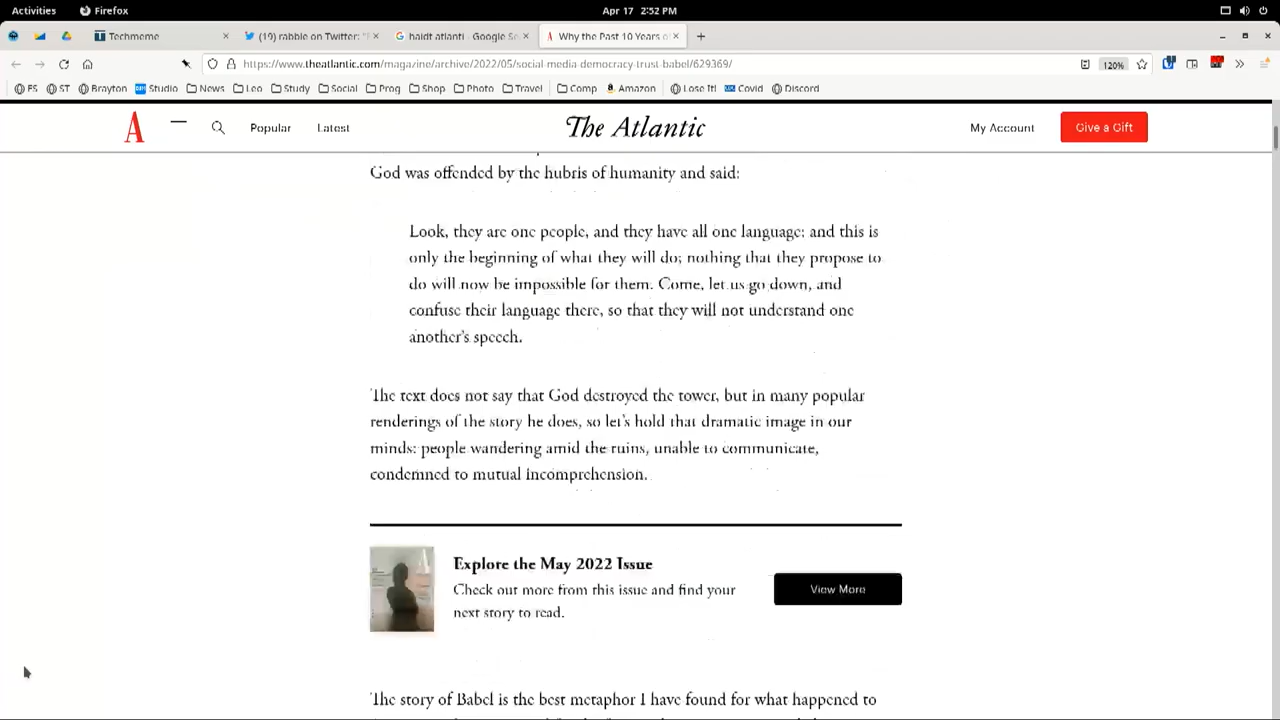 Activities Firefox Apr 17 2:52 PM
Techmeme (19) rabble on Twitter: "F haidt atlanti - Google Se Why the Past 10 Years of
https://www.theatlantic.com/magazine/archive/2022/05/social-media-democracy-trust-babel/629369/ 120%
FS ST Brayton Studio News Leo Study Social Prog Shop Photo Travel Comp Amazon Lose It! Covid Discord
A Popular Latest The Atlantic My Account Give a Gift
God was offended by the hubris of humanity and said:
Look, they are one people, and they have all one language; and this is
only the beginning of what they will do; nothing that they propose to
do will now be impossible for them. Come, let us go down, and
confuse their language there, so that they will not understand one
another's speech.
The text does not say that God destroyed the tower, but in many popular
renderings of the story he does, so let's hold that dramatic image in our
minds: people wandering amid the ruins, unable to communicate,
condemned to mutual incomprehension.
Explore the May 2022 Issue
Check out more from this issue and find your
next story to read.
View More
The story of Babel is the best metaphor I have found for what happened to